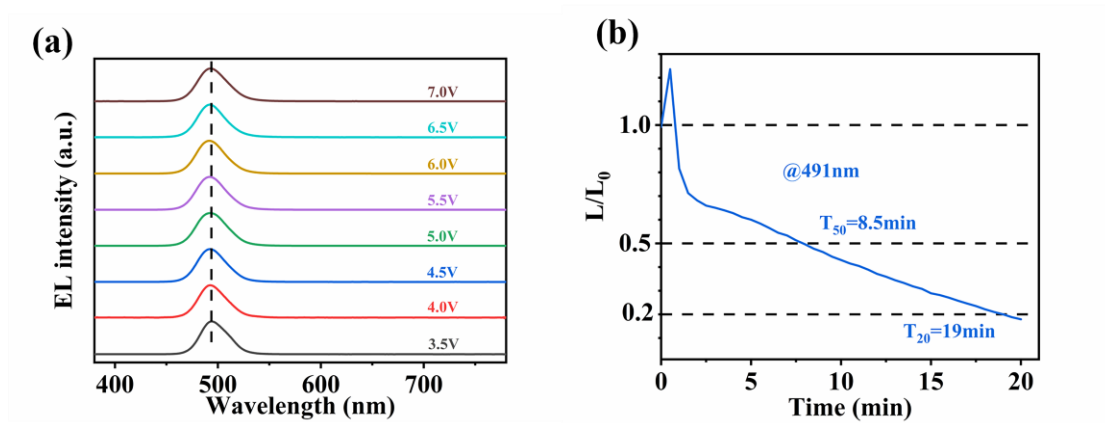 (a)
EL intensity (a.u.)
7.0V
6.5V
6.0V
5.5V
5.0V
4.5V
4.0V
3.5V
400 500 600 700
Wavelength (nm)
(b)
L/L₀
1.0
0.5
0.2
@491nm
T₅₀=8.5min
T₂₀=19min
0 5 10 15 20
Time (min)